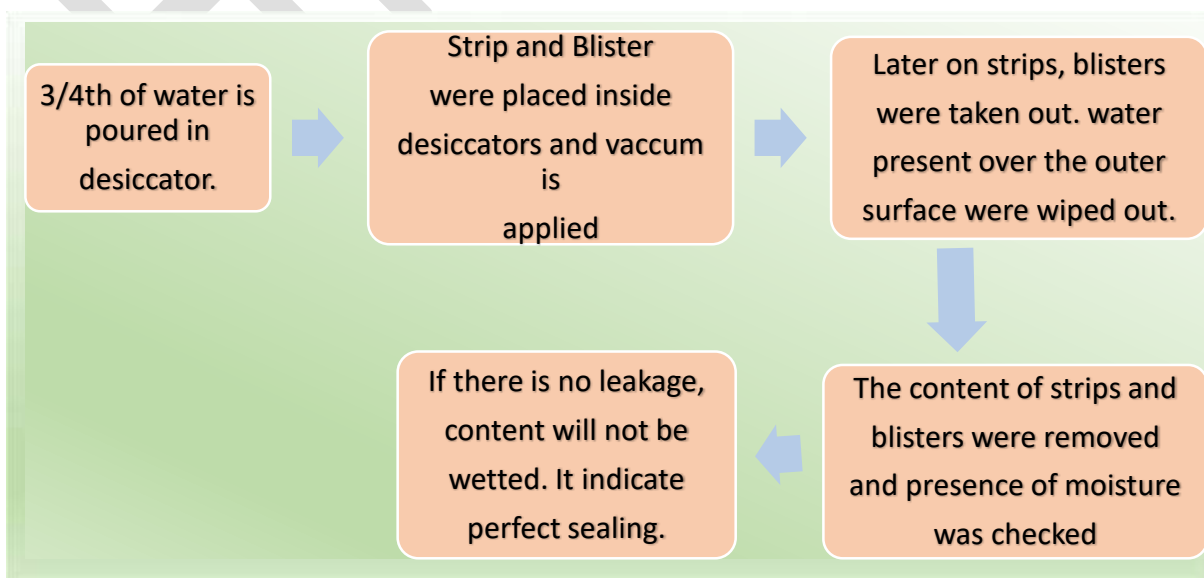 3/4th of water is
poured in
desiccator.
Strip and Blister
were placed inside
desiccators and vaccum
is
applied
Later on strips, blisters
were taken out. water
present over the outer
surface were wiped out.
The content of strips and
blisters were removed
and presence of moisture
was checked
If there is no leakage,
content will not be
wetted. It indicate
perfect sealing.